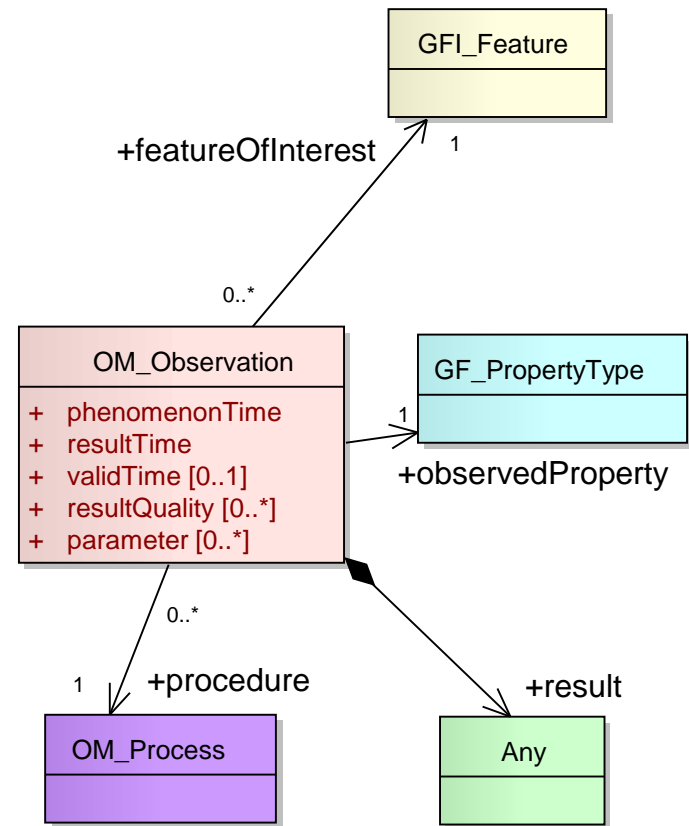 GFI_Feature
+featureOfInterest
1
0..*
OM_Observation
+ phenomenonTime
+ resultTime
+ validTime [0..1]
+ resultQuality [0..*]
+ parameter [0..*]
GF_PropertyType
1
+observedProperty
0..*
1
+procedure
+result
OM_Process
Any